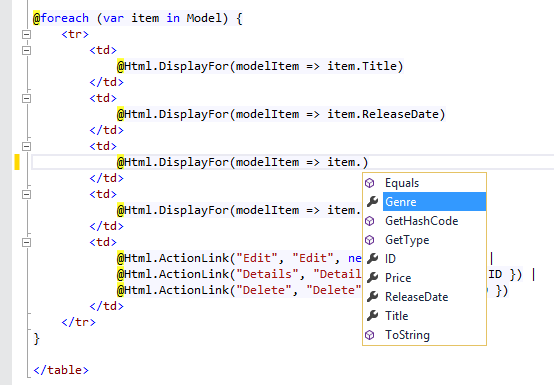 @foreach (var item in Model) {
<tr>
<td>
@Html.DisplayFor(modelItem => item.Title)
</td>
<td>
@Html.DisplayFor(modelItem => item.ReleaseDate)
</td>
<td>
@Html.DisplayFor(modelItem => item.)
</td>
<td>
@Html.DisplayFor(modelItem => item.
</td>
<td>
@Html.ActionLink("Edit", "Edit", ne |
@Html.ActionLink("Details", "Detail ID }) |
@Html.ActionLink("Delete", "Delete" })
</td>
</tr>
}
</table>
Equals
Genre
GetHashCode
GetType
ID
Price
ReleaseDate
Title
ToString